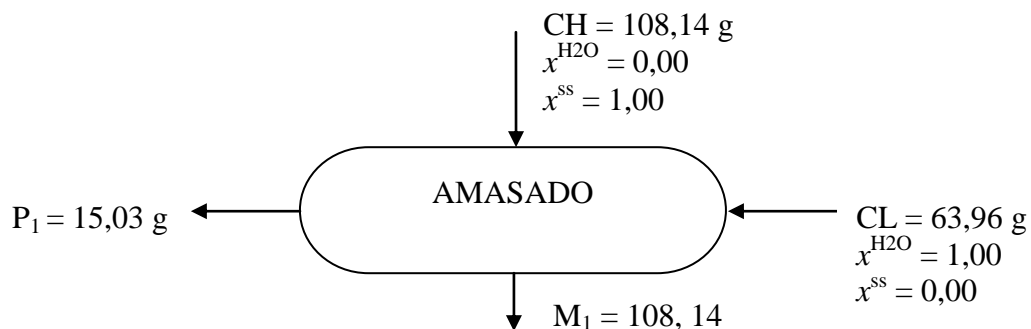 CH = 108,14 g
x^H2O = 0,00
x^ss = 1,00
AMASADO
P₁ = 15,03 g
CL = 63,96 g
x^H2O = 1,00
x^ss = 0,00
M₁ = 108, 14